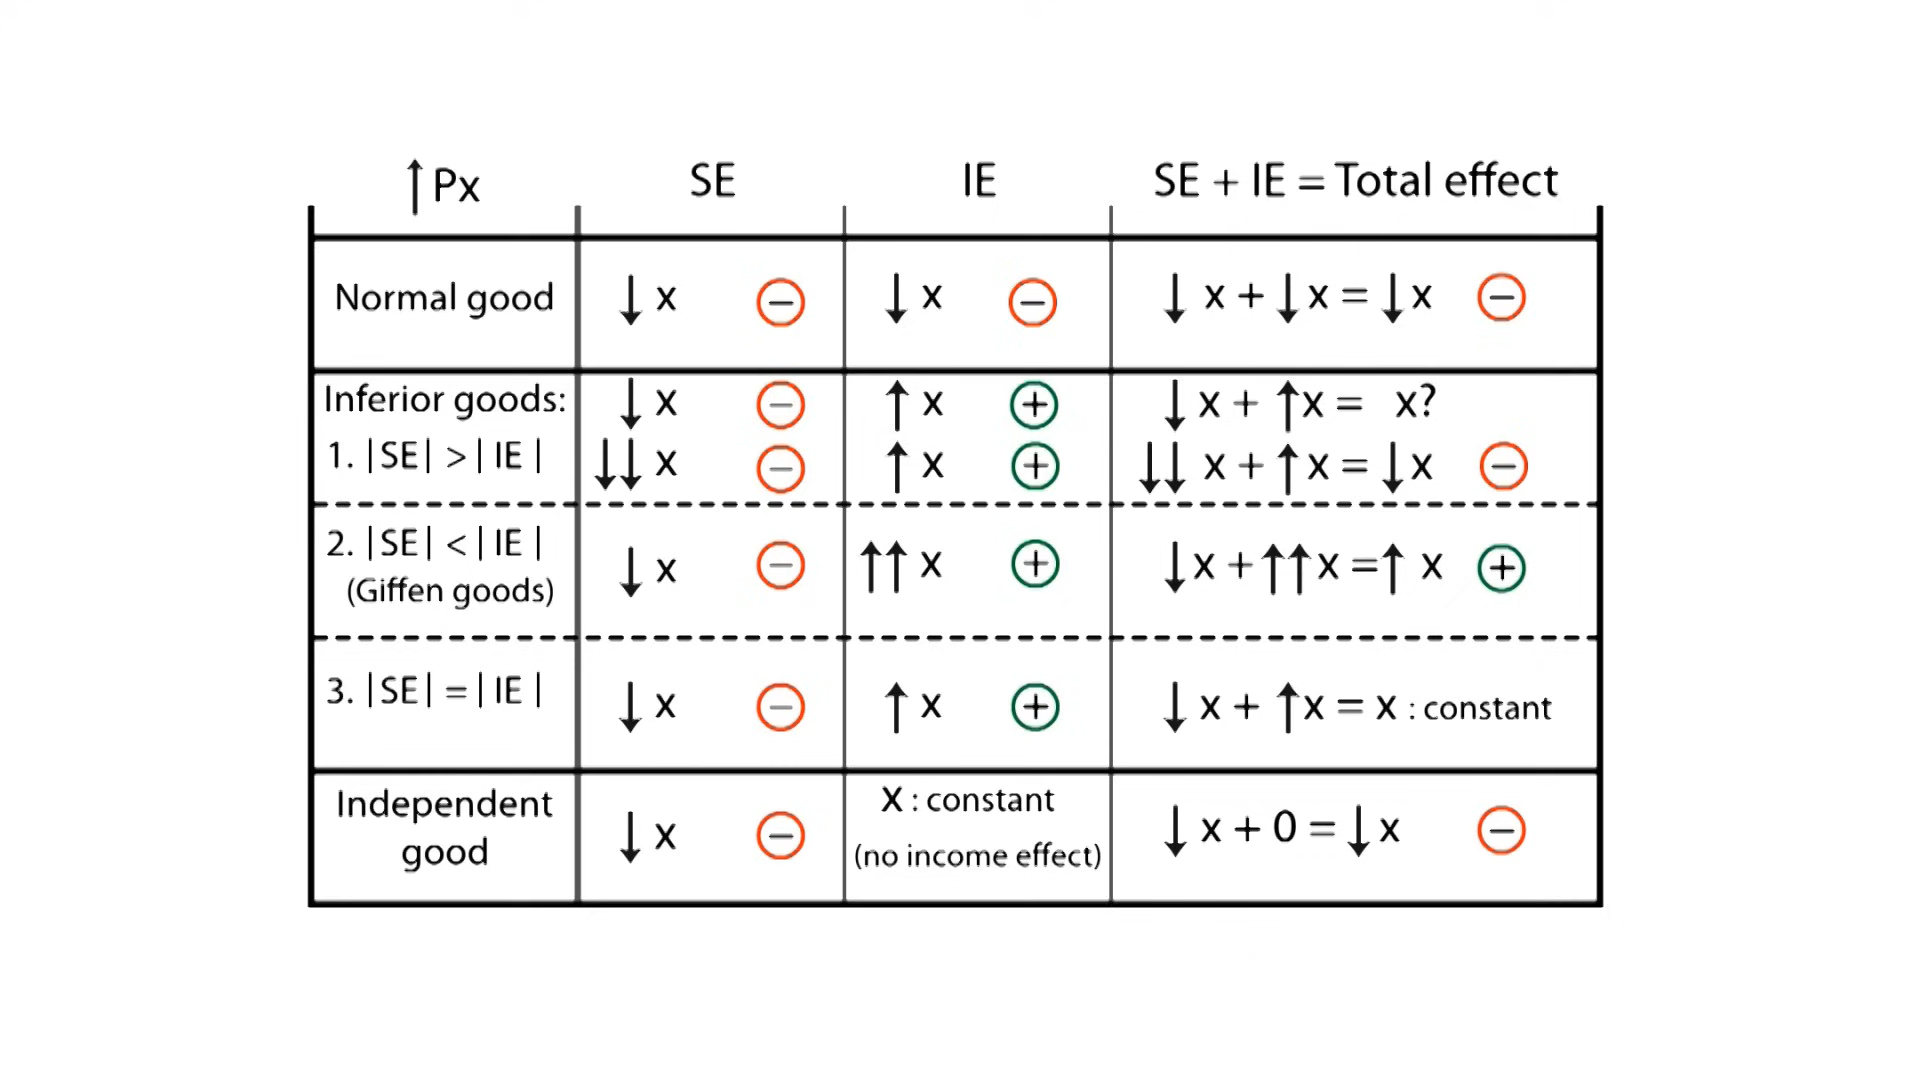 ↑Px SE IE SE + IE = Total effect
Normal good ↓x ⊖ ↓x ⊖ ↓x + ↓x = ↓x ⊖
Inferior goods: ↓x ⊖ ↑x ⊕ ↓x + ↑x = x?
1. |SE| > |IE| ↓↓x ⊖ ↑x ⊕ ↓↓x + ↑x = ↓x ⊖
2. |SE| < |IE|
(Giffen goods) ↓x ⊖ ↑↑x ⊕ ↓x + ↑↑x = ↑x ⊕
3. |SE| = |IE| ↓x ⊖ ↑x ⊕ ↓x + ↑x = x : constant
Independent
good ↓x ⊖ x : constant
(no income effect) ↓x + 0 = ↓x ⊖